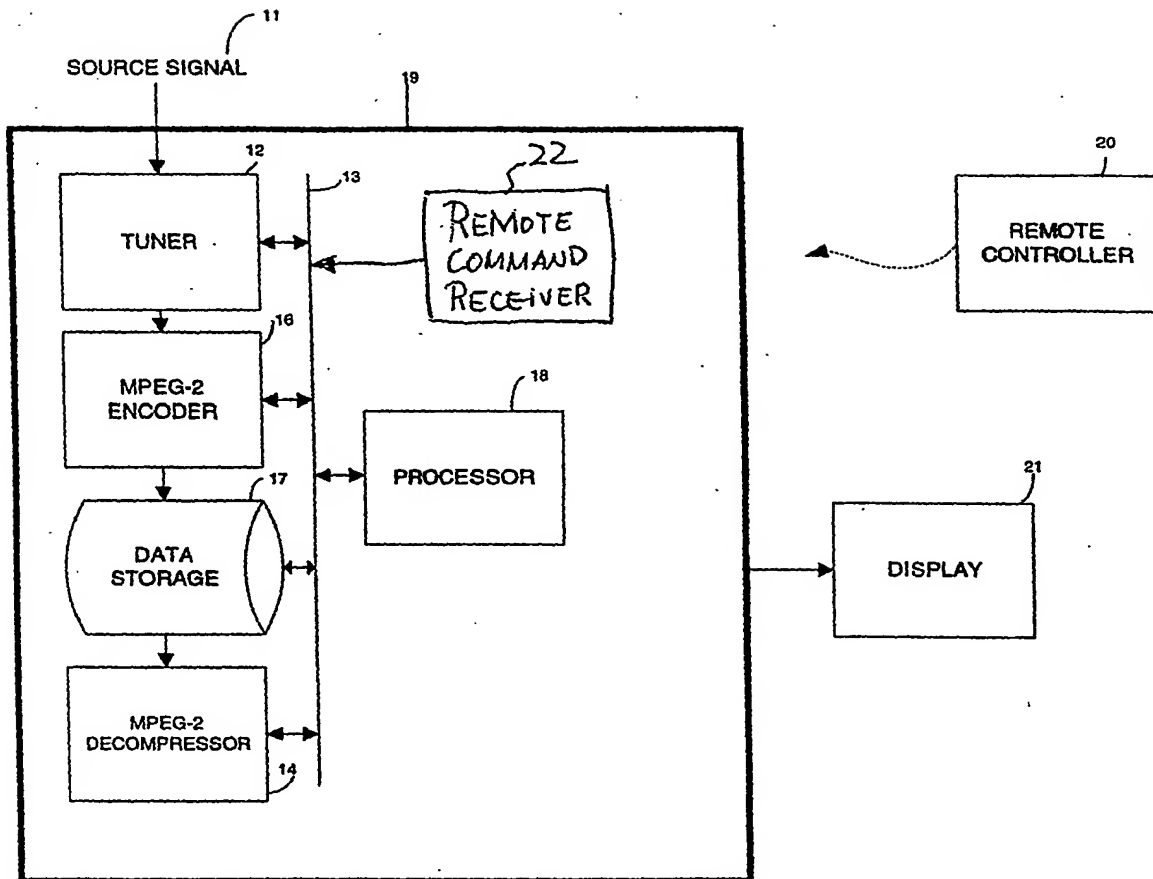 11
SOURCE SIGNAL
19
12
TUNER
13
22
REMOTE
COMMAND
RECEIVER
20
REMOTE
CONTROLLER
16
MPEG-2
ENCODER
18
PROCESSOR
17
DATA
STORAGE
21
DISPLAY
MPEG-2
DECOMPRESSOR
14